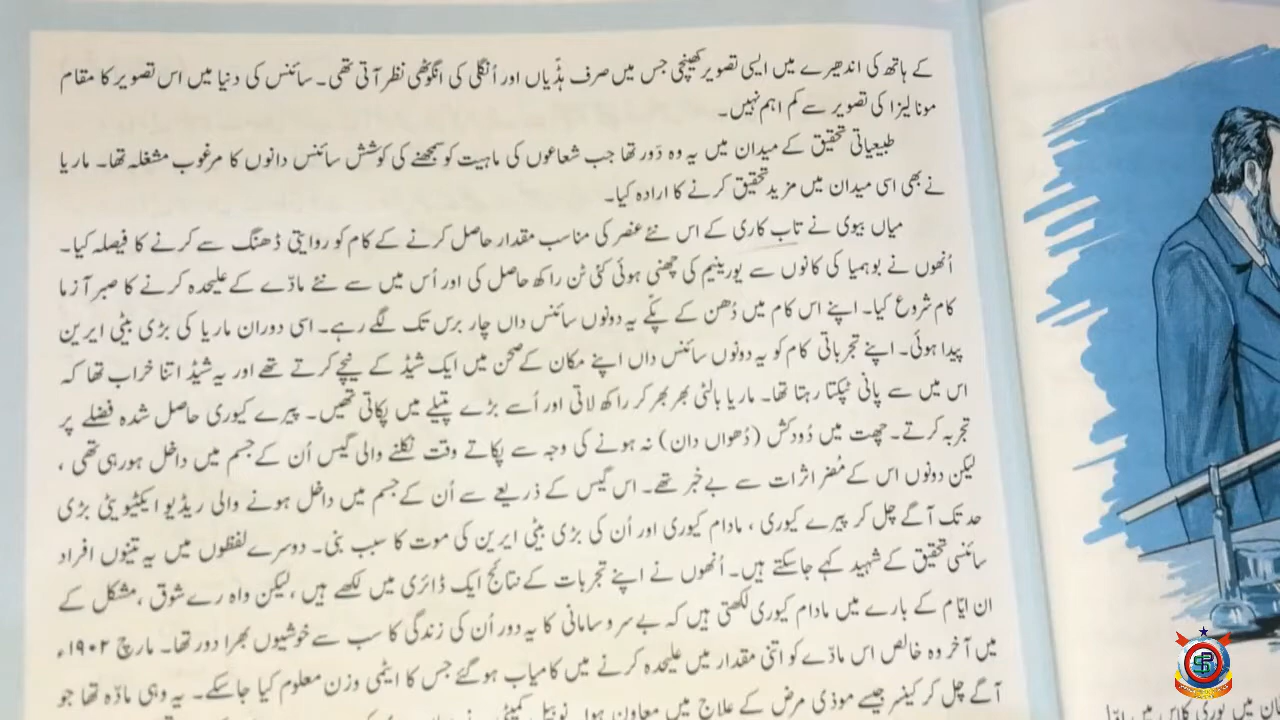 کے ہاتھ کی اندھیرے میں ایسی تصویر کھینچی جس میں صرف ہڈّیاں اور اُنگلی کی انگوٹھی نظر آتی تھی۔ سائنس کی دنیا میں اس تصویر کا مقام
مونا لیزا کی تصویر سے کم اہم نہیں۔
طبیعیاتی تحقیق کے میدان میں یہ وہ دَور تھا جب شعاعوں کی ماہیت کو سمجھنے کی کوشش سائنس دانوں کا مرغوب مشغلہ تھا۔ ماریا
نے بھی اسی میدان میں مزید تحقیق کرنے کا ارادہ کیا۔
میاں بیوی نے تاب کاری کے اس نئے عنصر کی مناسب مقدار حاصل کرنے کے کام کو روایتی ڈھنگ سے کرنے کا فیصلہ کیا۔
اُنھوں نے بوہمیا کی کانوں سے یورینیم کی چھنی ہوئی کئی ٹن راکھ حاصل کی اور اُس میں سے نئے مادّے کے علیحدہ کرنے کا صبر آزما
کام شروع کیا۔ اپنے اس کام میں دُھن کے پکّے یہ دونوں سائنس داں چار برس تک لگے رہے۔ اسی دوران ماریا کی بڑی بیٹی ایرین
پیدا ہوئی۔ اپنے تجرباتی کام کو یہ دونوں سائنس داں اپنے مکان کے صحن میں ایک شیڈ کے نیچے کرتے تھے اور یہ شیڈ اتنا خراب تھا کہ
اس میں سے پانی ٹپکتا رہتا تھا۔ ماریا بالٹی بھر بھر کر راکھ لاتی اور اُسے بڑے پتیلے میں پکاتی تھیں۔ پیرے کیوری حاصل شدہ فضلے پر
تجربہ کرتے۔ چھت میں دُودکش (دُھواں دان) نہ ہونے کی وجہ سے پکاتے وقت نکلنے والی گیس اُن کے جسم میں داخل ہورہی تھی ،
لیکن دونوں اس کے مُضر اثرات سے بے خبر تھے۔ اس گیس کے ذریعے سے اُن کے جسم میں داخل ہونے والی ریڈیو ایکٹیویٹی بڑی
حد تک آگے چل کر پیرے کیوری ، مادام کیوری اور اُن کی بڑی بیٹی ایرین کی موت کا سبب بنی۔ دوسرے لفظوں میں یہ تینوں افراد
سائنسی تحقیق کے شہید کہے جاسکتے ہیں۔ اُنھوں نے اپنے تجربات کے نتائج ایک ڈائری میں لکھے ہیں ، لیکن واہ رے شوق ، مشکل کے
ان ایّام کے بارے میں مادام کیوری لکھتی ہیں کہ بے سروسامانی کا یہ دور اُن کی زندگی کا سب سے خوشیوں بھرا دور تھا۔ مارچ ۱۹۰۲ء
میں آخر وہ خالص اس مادّے کو اتنی مقدار میں علیحدہ کرنے میں کامیاب ہوگئے جس کا ایٹمی وزن معلوم کیا جاسکے۔ یہ وہی مادّہ تھا جو
آگے چل کر کینسر جیسے موذی مرض کے علاج میں معاون ہوا۔ نوبیل کمیٹی نے